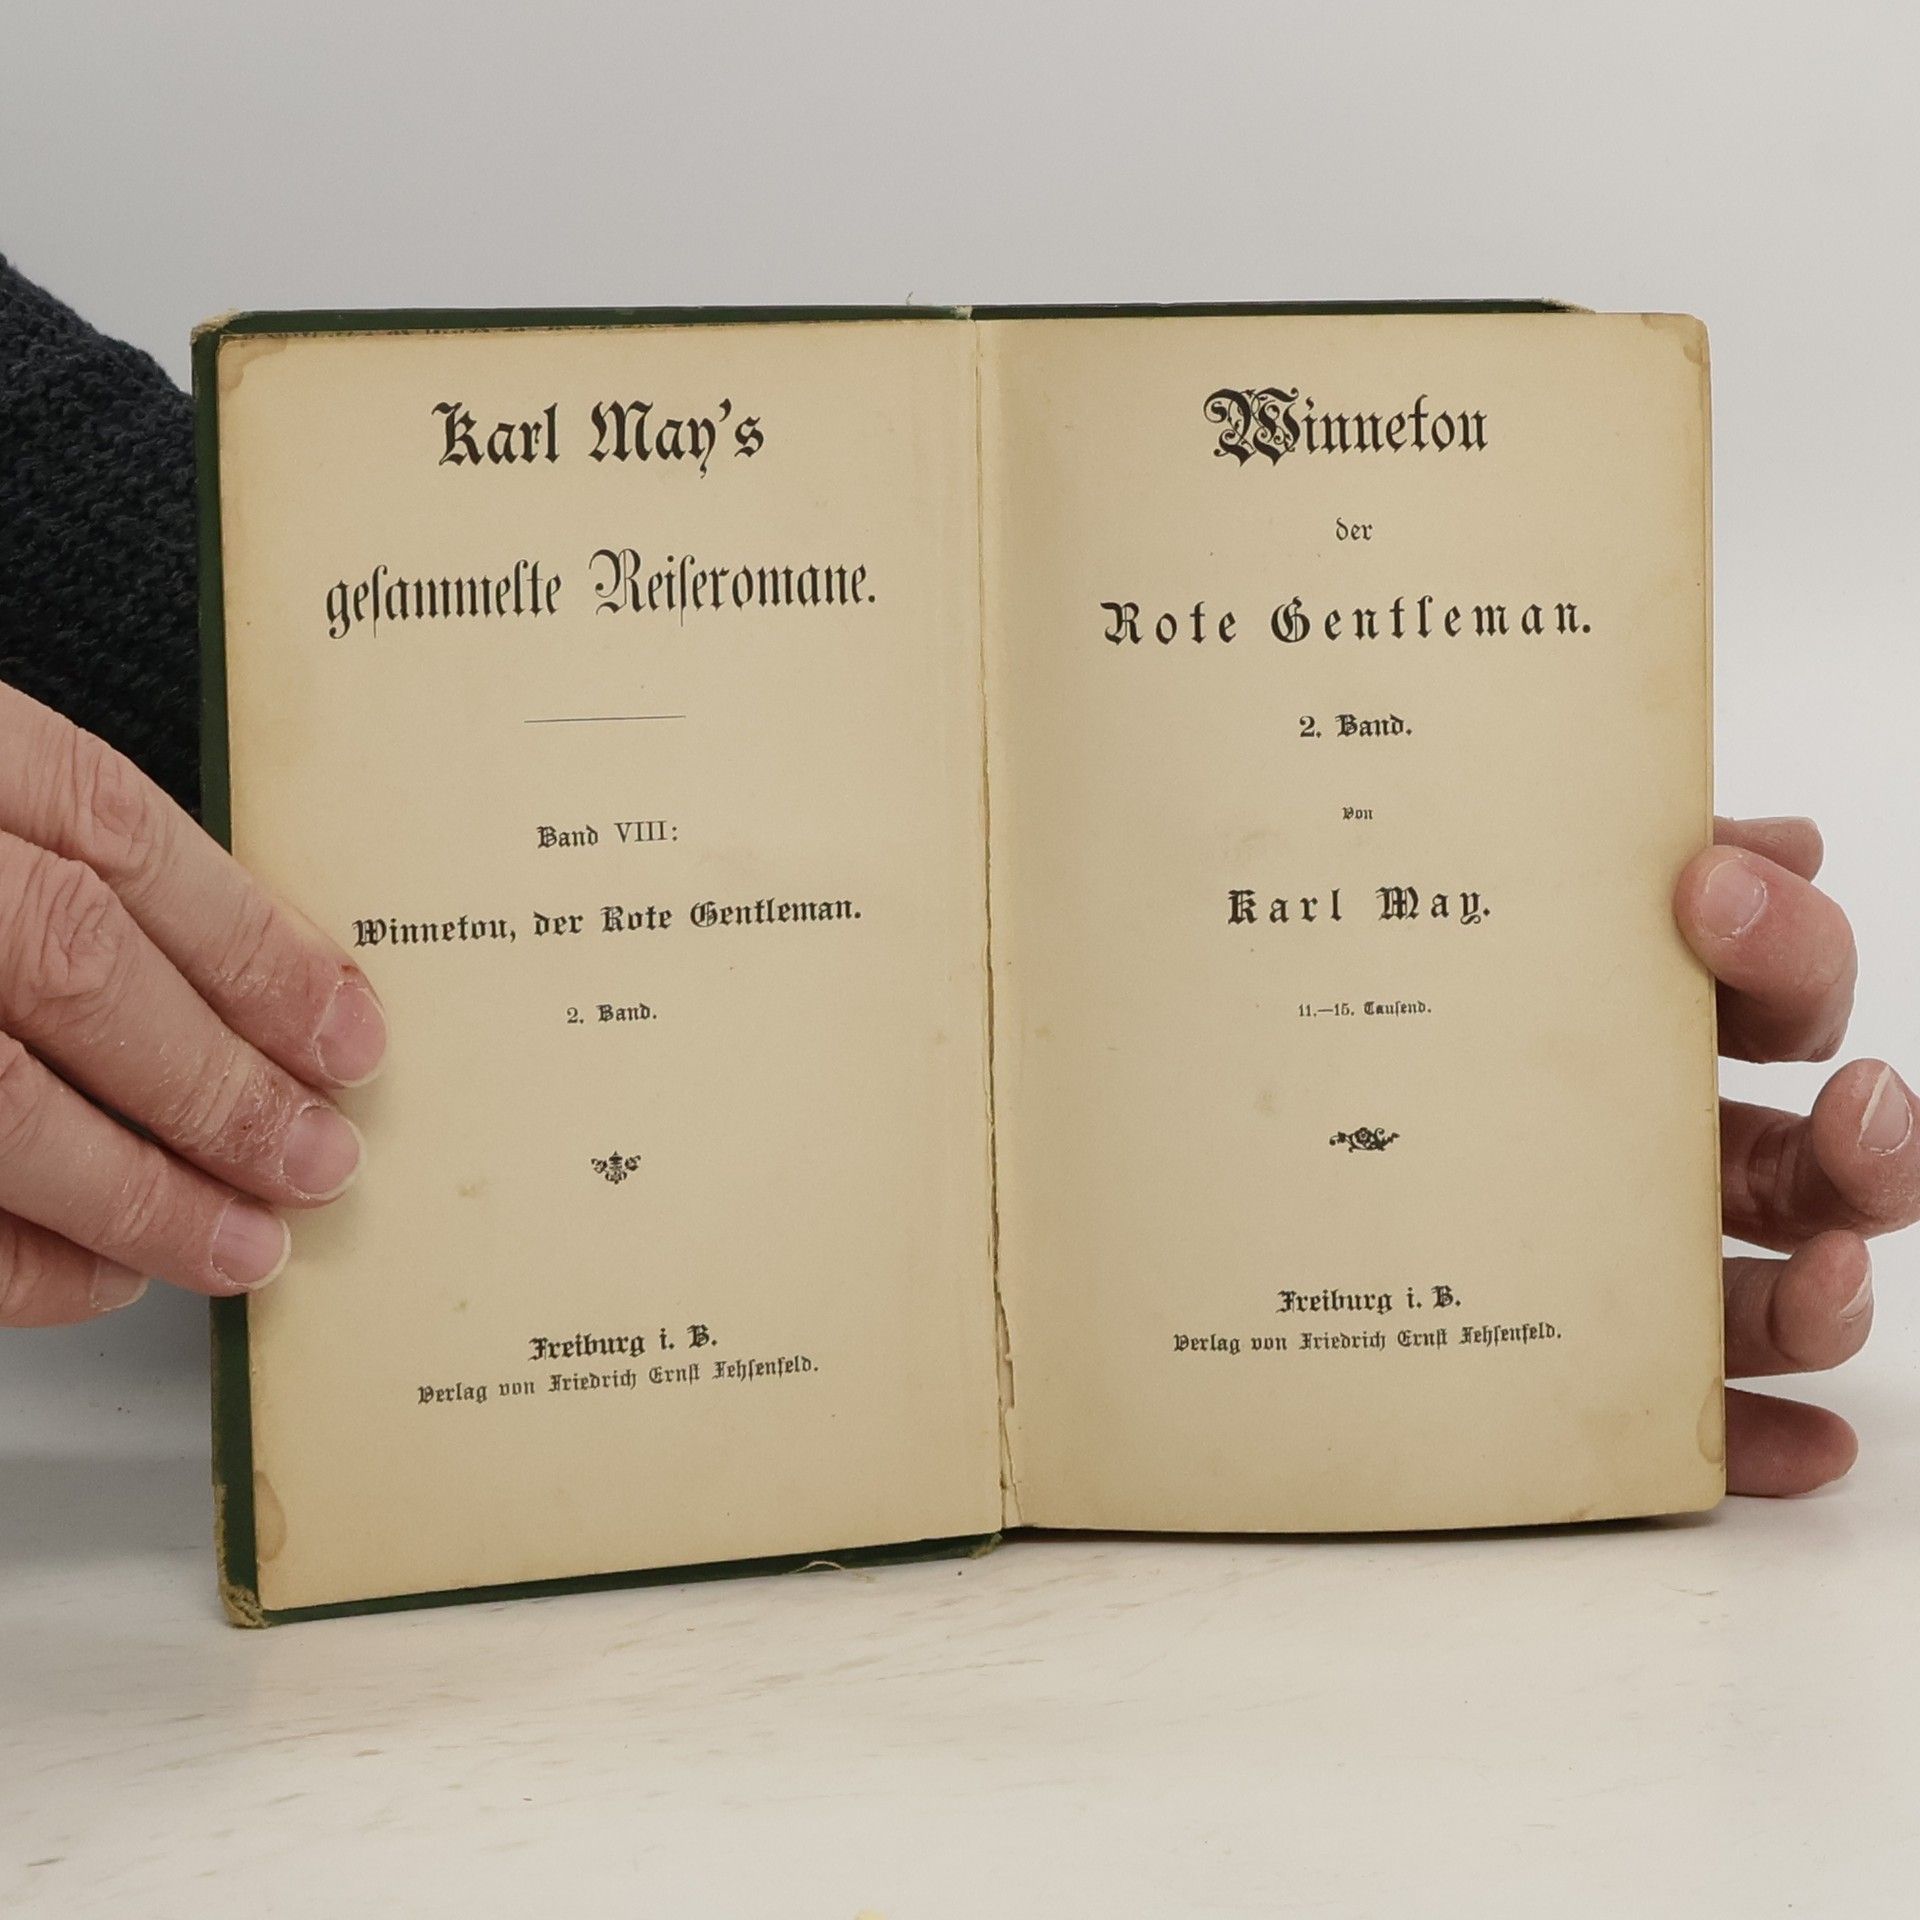 Karl May's
gesammelte Reiseromane.
Band VIII:
Winnetou, der Rote Gentleman.
2. Band.
Freiburg i. B.
Verlag von Friedrich Ernst Fehsenfeld.
Winnetou
der
Rote Gentleman.
2. Band.
Von
Karl May.
11.—15. Tausend.
Freiburg i. B.
Verlag von Friedrich Ernst Fehsenfeld.